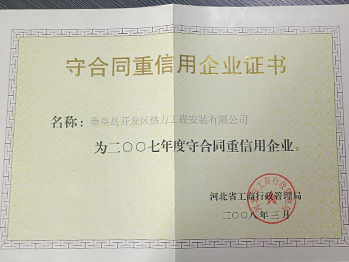 守合同重信用企业证书
名称：秦皇岛开发区热力工程安装有限公司
为二〇〇七年度守合同重信用企业。
河北省工商行政管理局
二〇〇八年三月